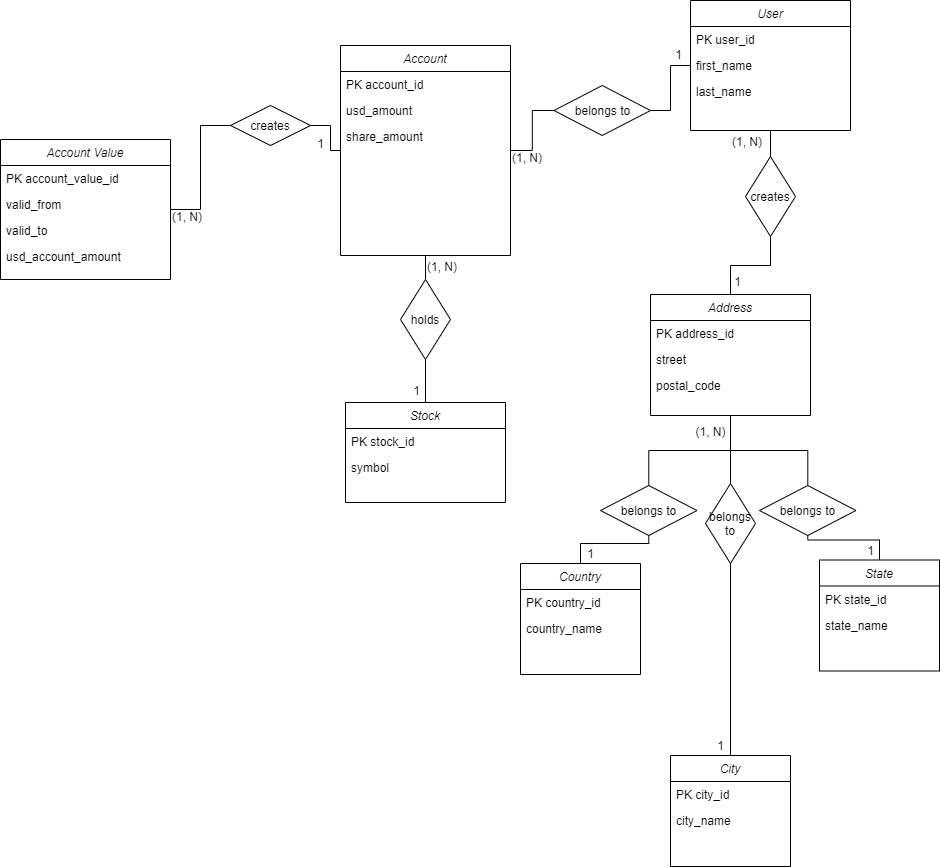 User
PK user_id
first_name
last_name
Account
PK account_id
usd_amount
share_amount
belongs to
1
(1, N)
creates
1
(1, N)
Account Value
PK account_value_id
valid_from
valid_to
usd_account_amount
(1, N)
creates
1
(1, N)
holds
1
Stock
PK stock_id
symbol
Address
PK address_id
street
postal_code
(1, N)
belongs to
belongs
to
belongs to
1
1
Country
PK country_id
country_name
State
PK state_id
state_name
1
City
PK city_id
city_name